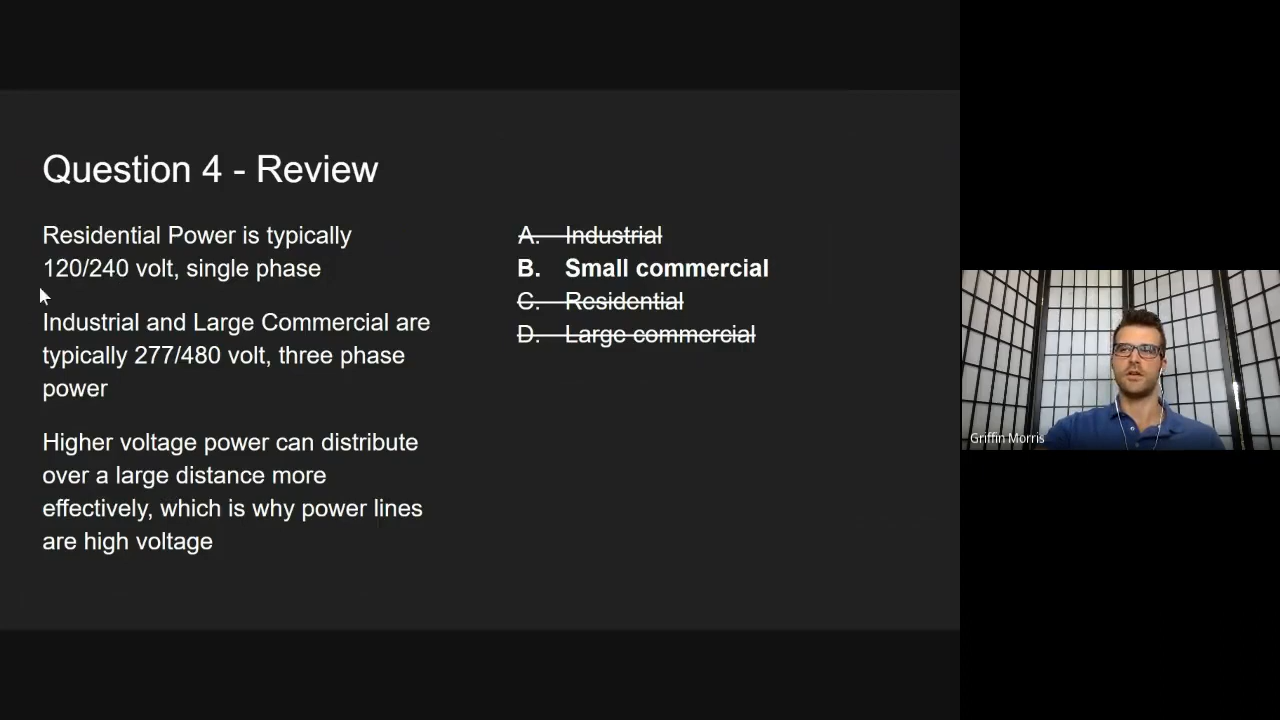 Question 4 - Review
Residential Power is typically
120/240 volt, single phase
Industrial and Large Commercial are
typically 277/480 volt, three phase
power
Higher voltage power can distribute
over a large distance more
effectively, which is why power lines
are high voltage
A. Industrial
B. Small commercial
C. Residential
D. Large commercial
Griffin Morris